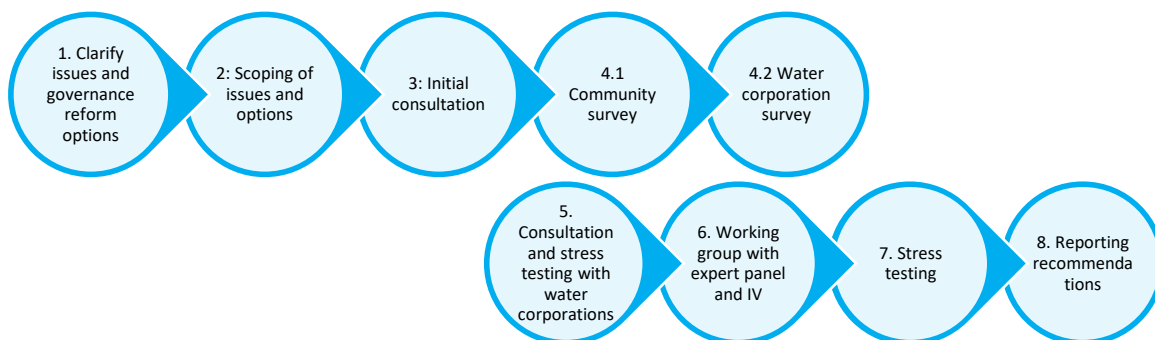 1. Clarify
issues and
governance
reform
options
2: Scoping of
issues and
options
3: Initial
consultation
4.1
Community
survey
4.2 Water
corporation
survey
5.
Consultation
and stress
testing with
water
corporations
6. Working
group with
expert panel
and IV
7. Stress
testing
8. Reporting
recommenda
tions